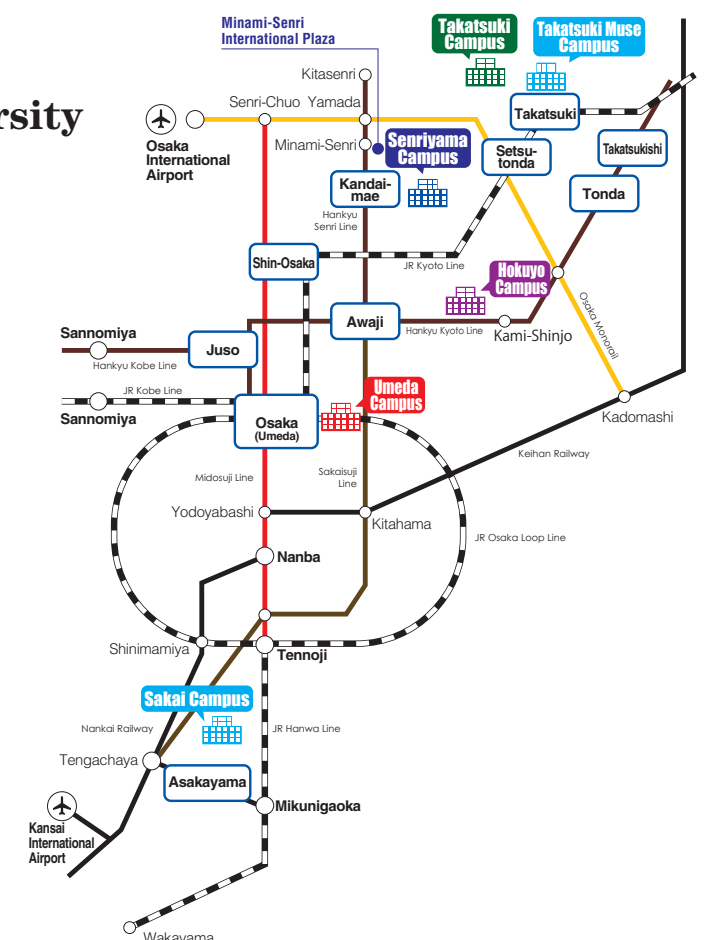 Minami-Senri
International Plaza
Takatsuki
Campus
Takatsuki Muse
Campus
Kitasenri
rsity
Senri-Chuo
Yamada
Takatsuki
Osaka
International
Airport
Minami-Senri
Senriyama
Campus
Setsu-
tonda
Takatsukishi
Kandai-
mae
Tonda
Hankyu
Senri Line
Shin-Osaka
JR Kyoto Line
Hokuyo
Campus
Osaka Monorail
Sannomiya
Juso
Awaji
Hankyu Kyoto Line
Kami-Shinjo
Hankyu Kobe Line
JR Kobe Line
Sannomiya
Umeda
Campus
Osaka
(Umeda)
Kadomashi
Keihan Railway
Midosuji Line
Sakaisuji
Line
Yodoyabashi
Kitahama
JR Osaka Loop Line
Nanba
Shinimamiya
Tennoji
Sakai Campus
Nankai Railway
JR Hanwa Line
Tengachaya
Asakayama
Mikunigaoka
Kansai
International
Airport
Wakayama